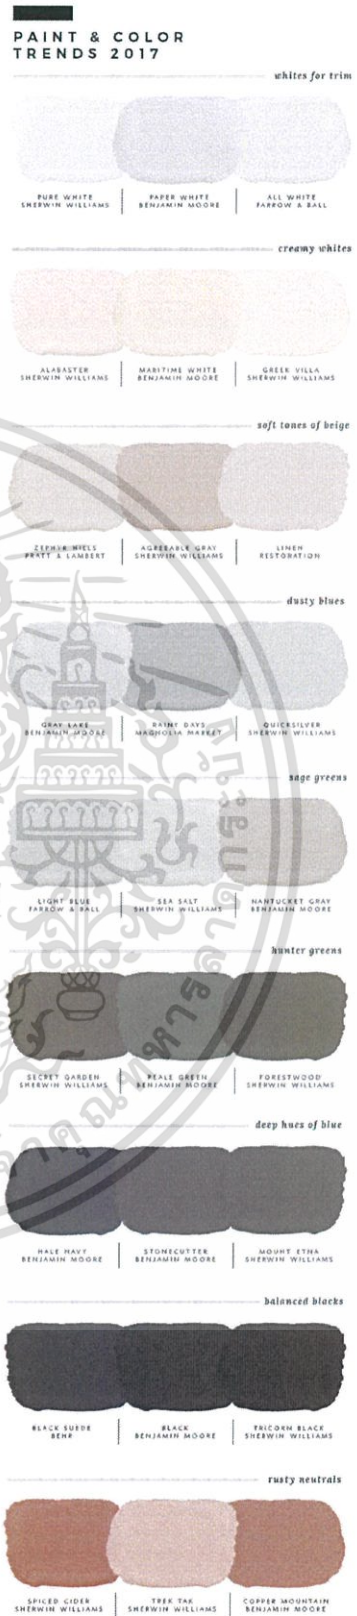 PAINT & COLOR
TRENDS 2017
whites for trim
PURE WHITE
SHERWIN WILLIAMS
PAPER WHITE
BENJAMIN MOORE
ALL WHITE
FARROW & BALL
creamy whites
ALABASTER
SHERWIN WILLIAMS
MARITIME WHITE
BENJAMIN MOORE
GREEK VILLA
SHERWIN WILLIAMS
soft tones of beige
ZEPHYR HILLS
PRATT & LAMBERT
AGREEABLE GRAY
SHERWIN WILLIAMS
LINEN
RESTORATION
dusty blues
GRAY LAKE
BENJAMIN MOORE
RAINY DAYS
MAGNOLIA MARKET
QUICKSILVER
SHERWIN WILLIAMS
sage greens
LIGHT BLUE
FARROW & BALL
SEA SALT
SHERWIN WILLIAMS
NANTUCKET GRAY
BENJAMIN MOORE
hunter greens
SECRET GARDEN
SHERWIN WILLIAMS
PEALE GREEN
BENJAMIN MOORE
FORESTWOOD
SHERWIN WILLIAMS
deep hues of blue
HALE NAVY
BENJAMIN MOORE
STONECUTTER
BENJAMIN MOORE
MOUNT ETNA
SHERWIN WILLIAMS
balanced blacks
BLACK SUEDE
BEHR
BLACK
BENJAMIN MOORE
TRICORN BLACK
SHERWIN WILLIAMS
rusty neutrals
SPICED CIDER
SHERWIN WILLIAMS
TREK TAK
SHERWIN WILLIAMS
COPPER MOUNTAIN
BENJAMIN MOORE